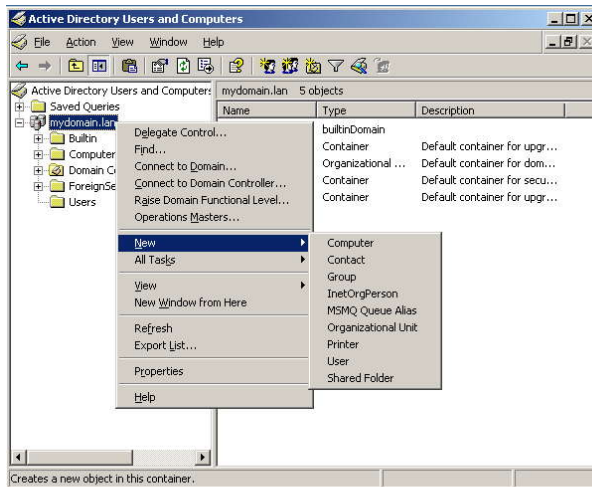 Active Directory Users and Computers
File Action View Window Help
Active Directory Users and Computers
mydomain.lan 5 objects
Saved Queries
Name Type Description
mydomain.lan
Builtin
Computer
Domain C
ForeignSe
Users
builtinDomain
Container Default container for upgr...
Organizational ... Default container for dom...
Container Default container for secu...
Container Default container for upgr...
Delegate Control...
Find...
Connect to Domain...
Connect to Domain Controller...
Raise Domain Functional Level...
Operations Masters...
New
All Tasks
View
New Window from Here
Refresh
Export List...
Properties
Help
Computer
Contact
Group
InetOrgPerson
MSMQ Queue Alias
Organizational Unit
Printer
User
Shared Folder
Creates a new object in this container.